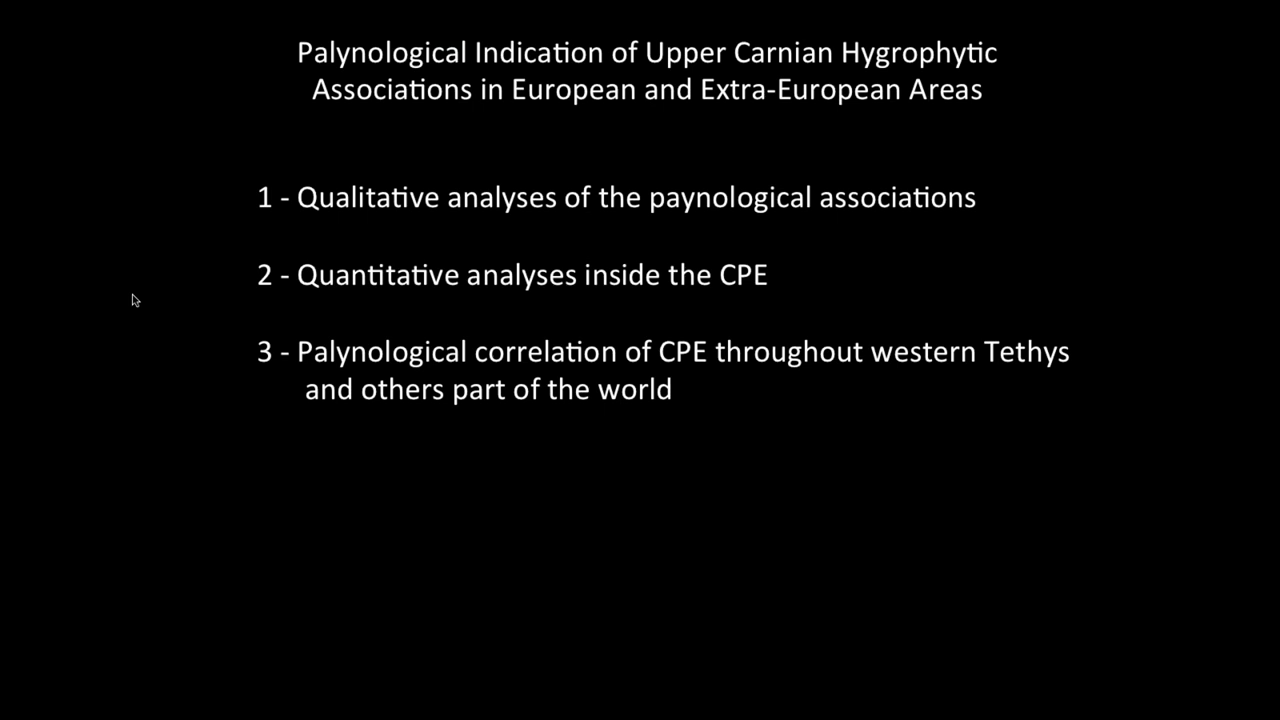 Palynological Indication of Upper Carnian Hygrophytic
Associations in European and Extra-European Areas
1 - Qualitative analyses of the paynological associations
2 - Quantitative analyses inside the CPE
3 - Palynological correlation of CPE throughout western Tethys
and others part of the world